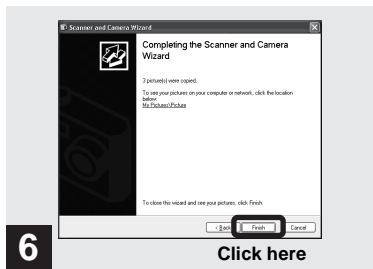 Scanner and Camera Wizard
Completing the Scanner and Camera
Wizard
3 picture(s) were copied.
To see your pictures on your computer or network, click the location
below:
My Pictures\Picture
To close this wizard and see your pictures, click Finish.
< Back
Finish
Cancel
6
Click here